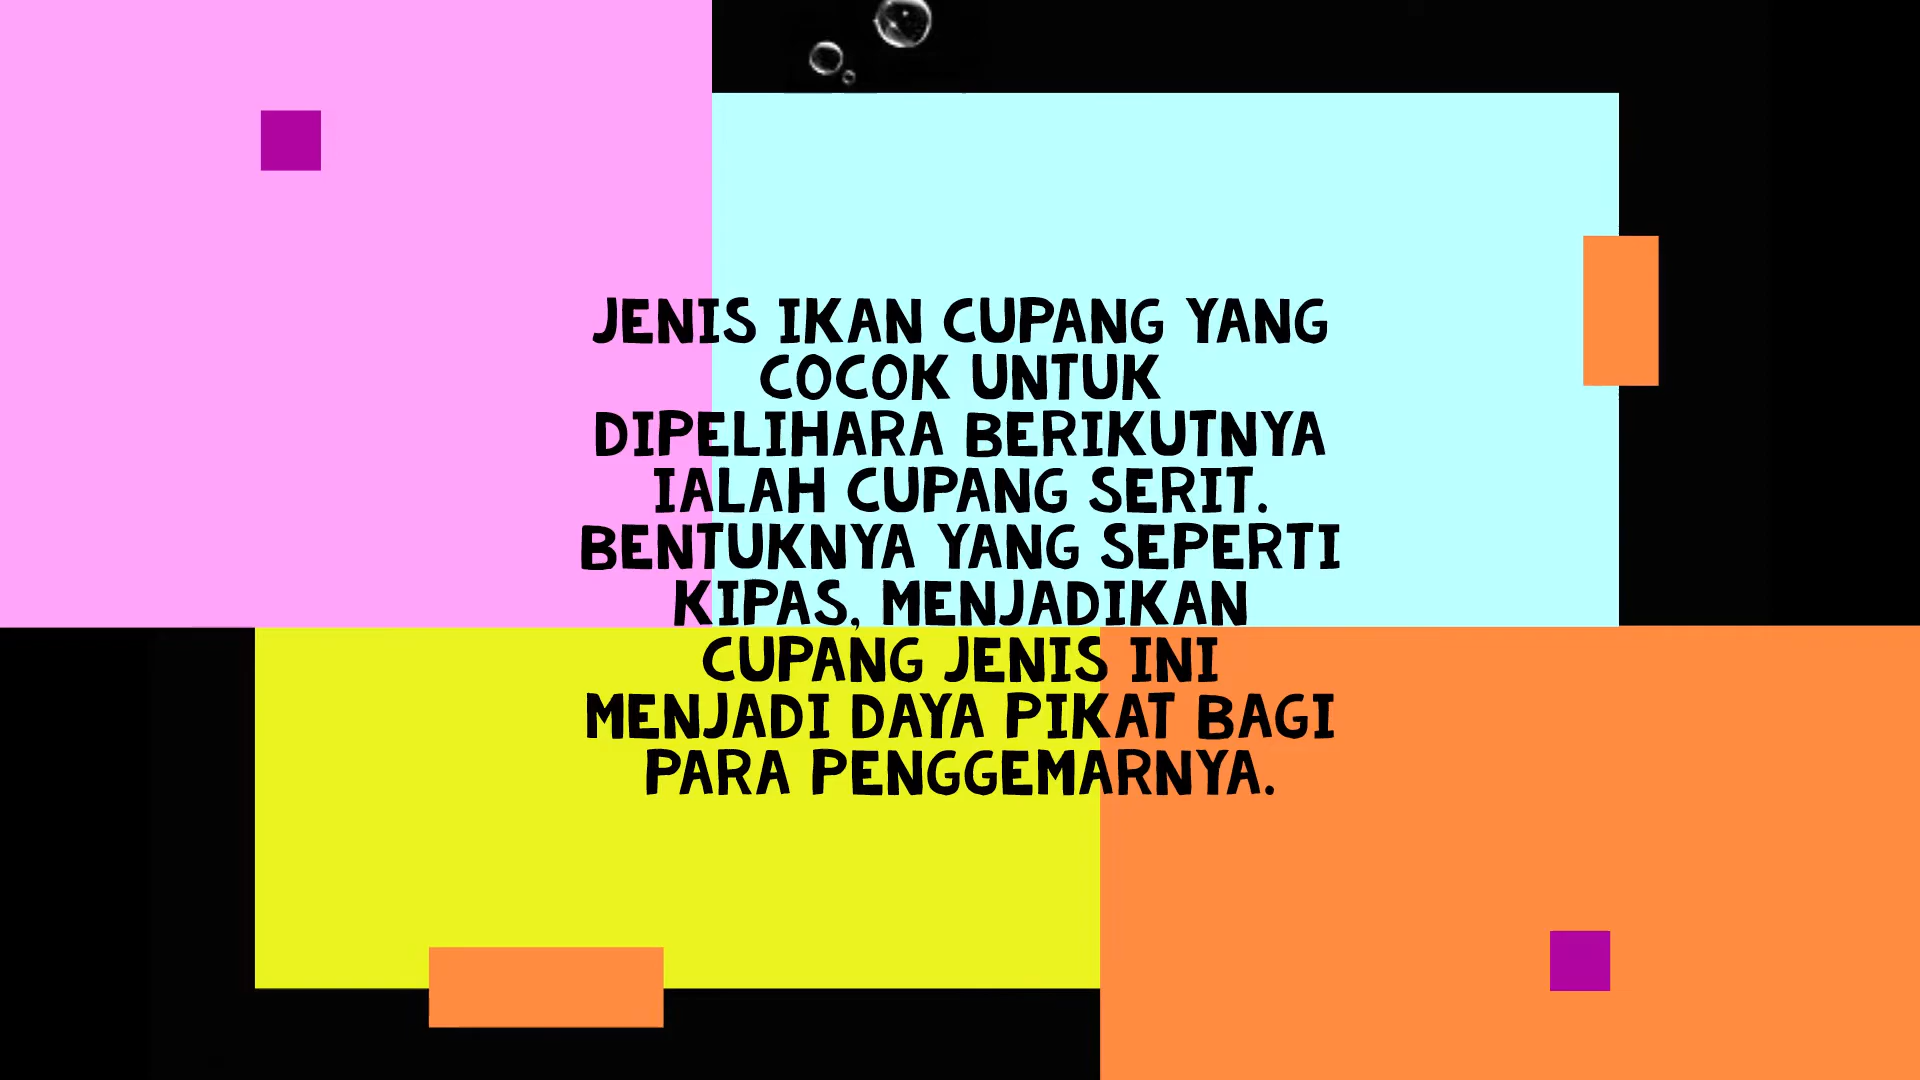 JENIS IKAN CUPANG YANG
COCOK UNTUK
DIPELIHARA BERIKUTNYA
IALAH CUPANG SERIT.
BENTUKNYA YANG SEPERTI
KIPAS, MENJADIKAN
CUPANG JENIS INI
MENJADI DAYA PIKAT BAGI
PARA PENGGEMARNYA.